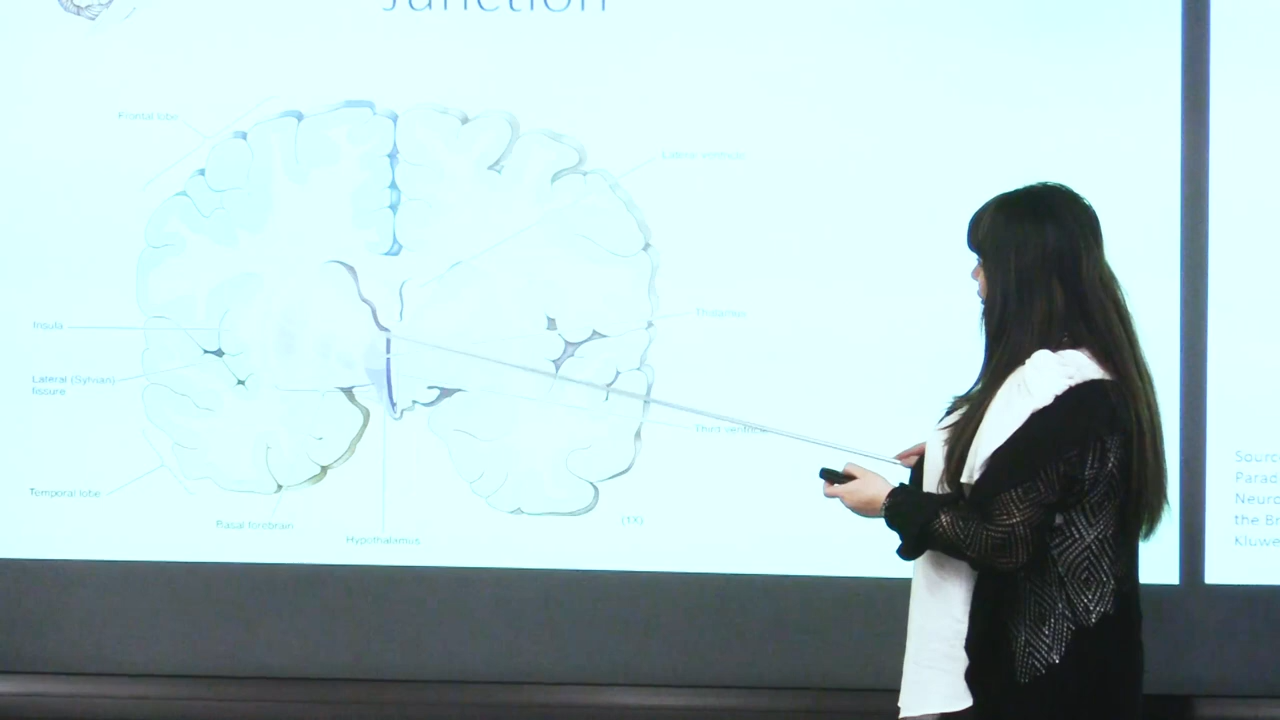 Junction
Frontal lobe
Lateral ventricle
Insula
Thalamus
Lateral (Sylvian)
fissure
Third ventricle
Temporal lobe
Basal forebrain
(1X)
Hypothalamus
Sourc
Parad
Neuro
the Br
Kluwe